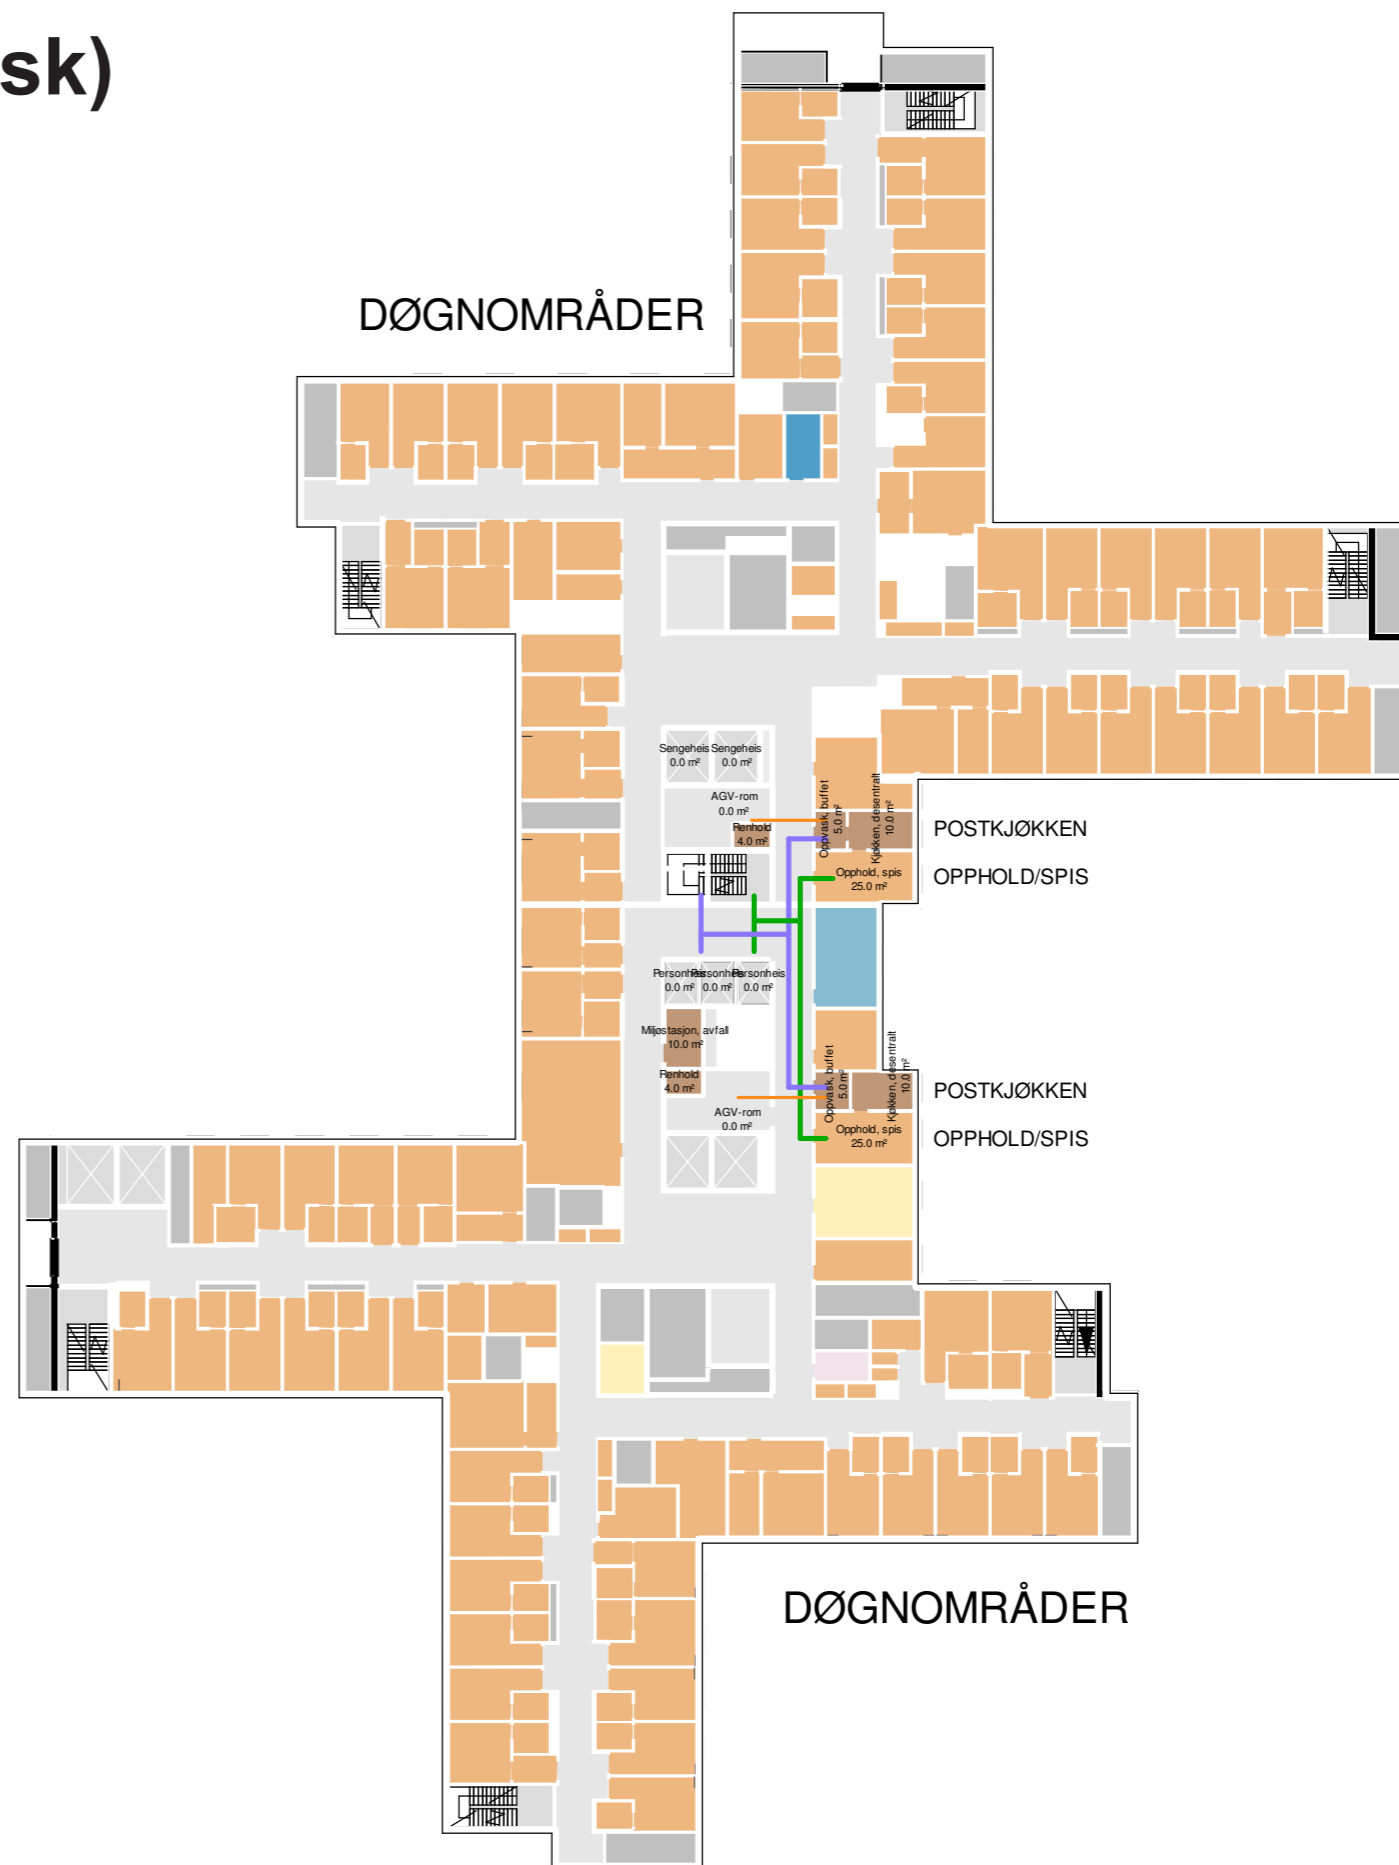 sk)
DØGNOMRÅDER
Sengeheis Sengeheis
0.0 m² 0.0 m²
AGV-rom
0.0 m²
Renhold
4.0 m²
Oppvask, buffet
5.0 m²
Kjøkken, desentralt
10.0 m²
POSTKJØKKEN
Opphold, spis
25.0 m²
OPPHOLD/SPIS
Personheis Personheis Personheis
0.0 m² 0.0 m² 0.0 m²
Miljøstasjon, avfall
10.0 m²
Renhold
4.0 m²
AGV-rom
0.0 m²
Oppvask, buffet
5.0 m²
Kjøkken, desentralt
10.0 m²
POSTKJØKKEN
Opphold, spis
25.0 m²
OPPHOLD/SPIS
DØGNOMRÅDER